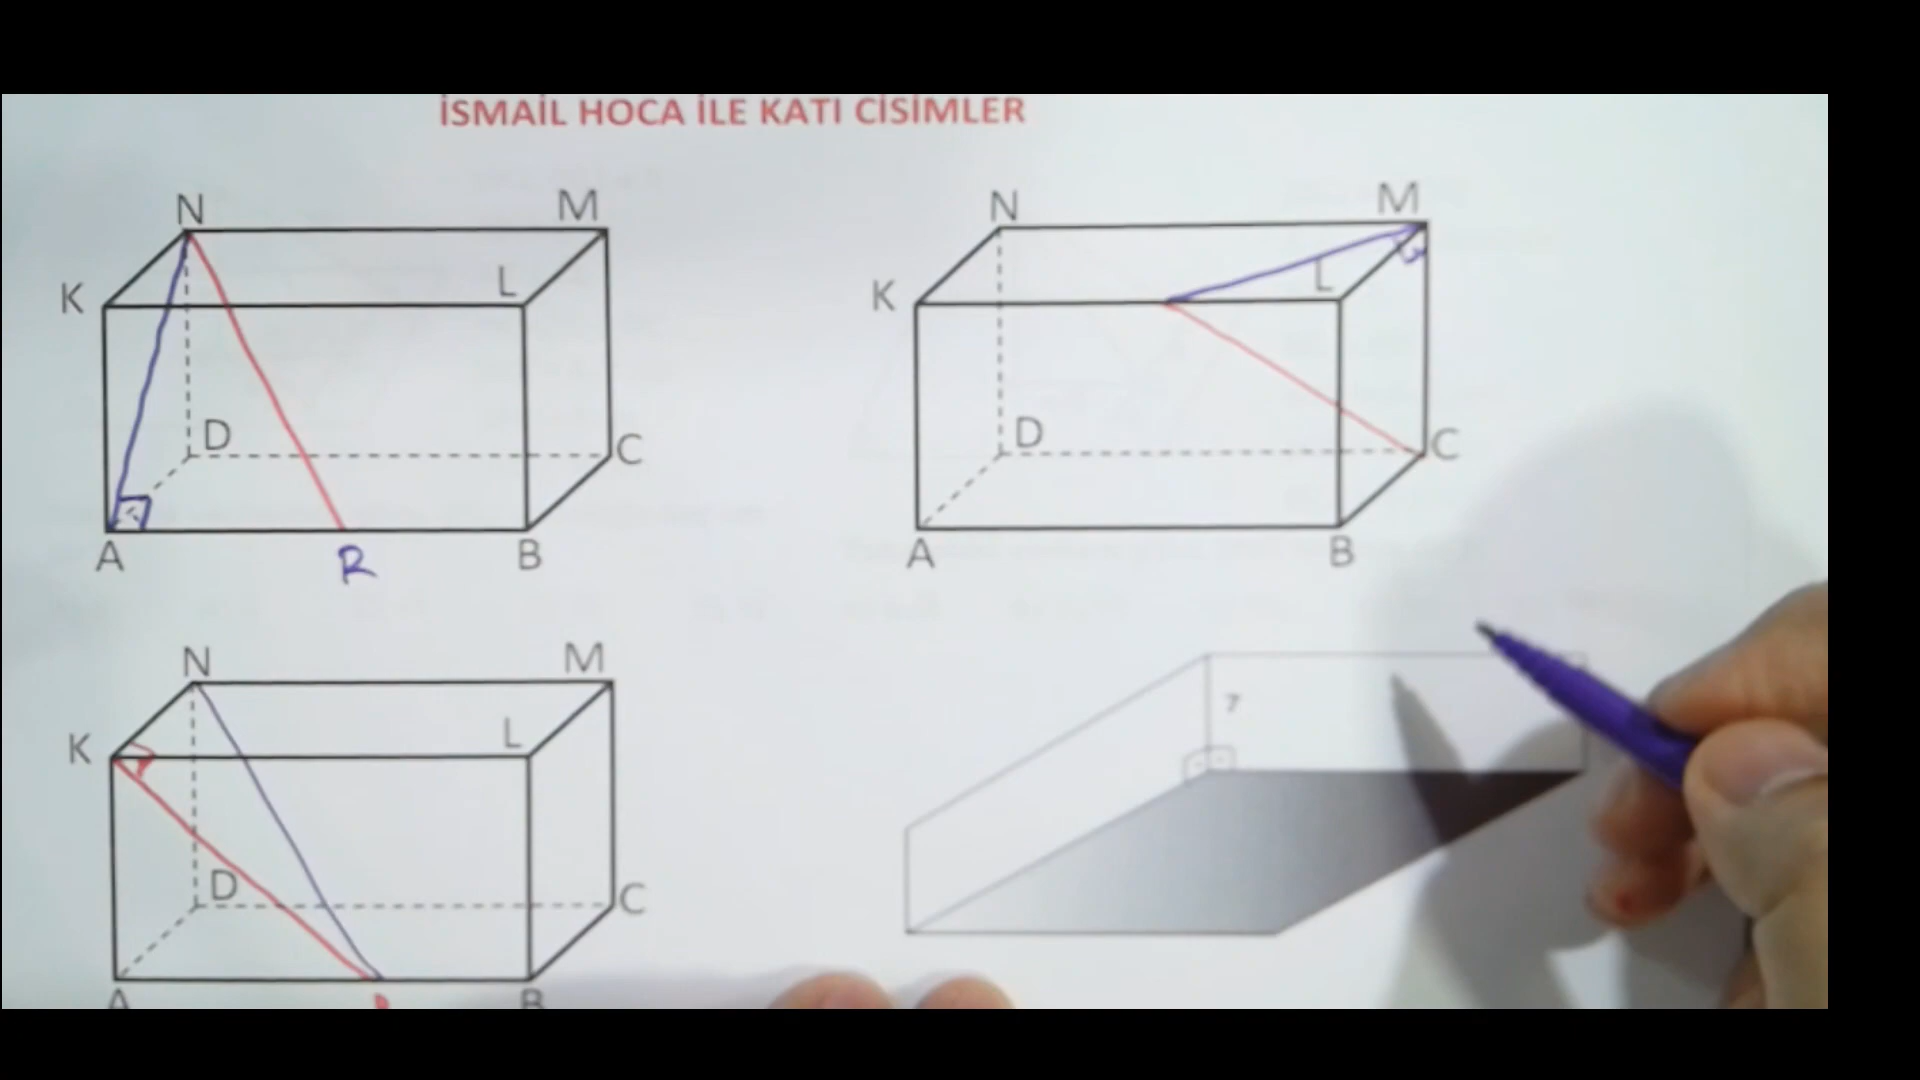 İSMAİL HOCA İLE KATI CİSİMLER
N M
K L
D C
A R B
N M
K L
D C
A B
N M
K L
D C
A B
7